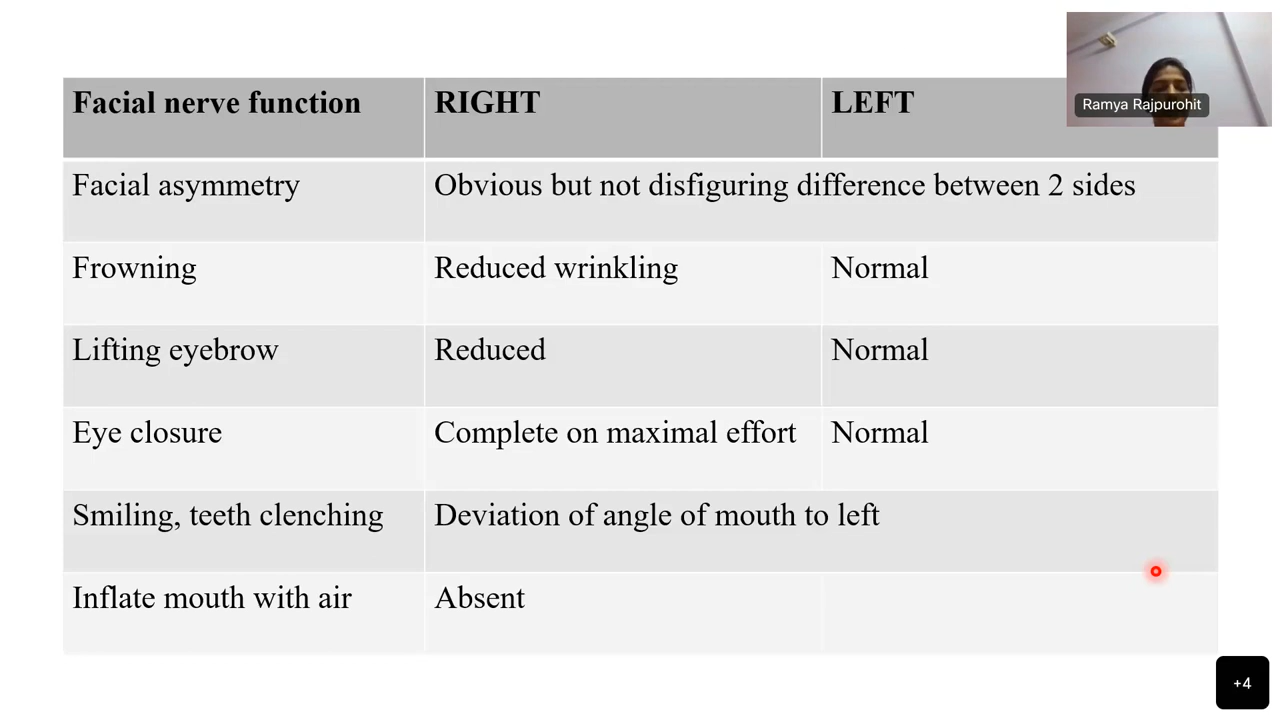 Facial nerve function RIGHT LEFT
Ramya Rajpurohit
Facial asymmetry Obvious but not disfiguring difference between 2 sides
Frowning Reduced wrinkling Normal
Lifting eyebrow Reduced Normal
Eye closure Complete on maximal effort Normal
Smiling, teeth clenching Deviation of angle of mouth to left
Inflate mouth with air Absent
+4